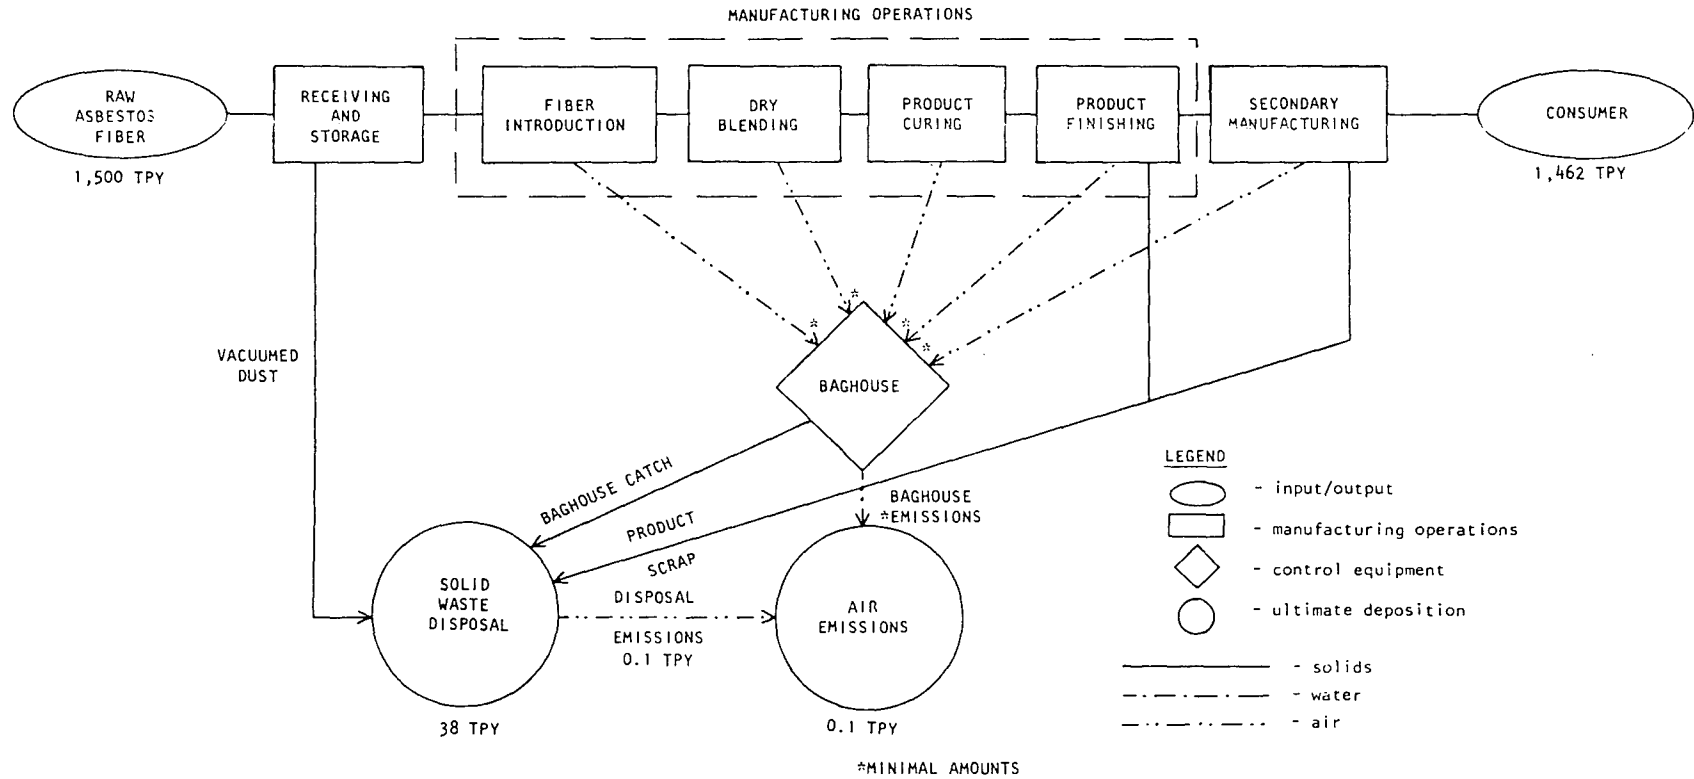 MANUFACTURING OPERATIONS
RAW
ASBESTOS
FIBER
1,500 TPY
RECEIVING
AND
STORAGE
FIBER
INTRODUCTION
DRY
BLENDING
PRODUCT
CURING
PRODUCT
FINISHING
SECONDARY
MANUFACTURING
CONSUMER
1,462 TPY
VACUUMED
DUST
*
*
*
*
BAGHOUSE
BAGHOUSE CATCH
PRODUCT
SCRAP
BAGHOUSE
*EMISSIONS
SOLID
WASTE
DISPOSAL
38 TPY
DISPOSAL
EMISSIONS
0.1 TPY
AIR
EMISSIONS
0.1 TPY
LEGEND
- input/output
- manufacturing operations
- control equipment
- ultimate deposition
- solids
- water
- air
*MINIMAL AMOUNTS